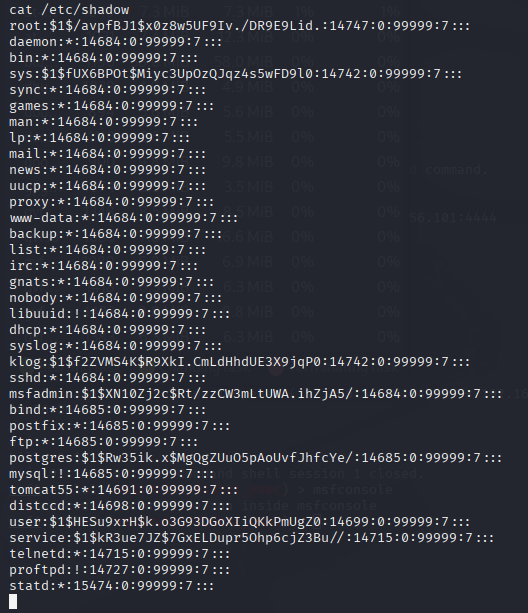 cat /etc/shadow
root:$1$/avpfBJ1$x0z8w5UF9Iv./DR9E9Lid.:14747:0:99999:7:::
daemon:*:14684:0:99999:7:::
bin:*:14684:0:99999:7:::
sys:$1$fUX6BPOt$Miyc3UpOzQJqz4s5wFD9l0:14742:0:99999:7:::
sync:*:14684:0:99999:7:::
games:*:14684:0:99999:7:::
man:*:14684:0:99999:7:::
lp:*:14684:0:99999:7:::
mail:*:14684:0:99999:7:::
news:*:14684:0:99999:7:::
uucp:*:14684:0:99999:7:::
proxy:*:14684:0:99999:7:::
www-data:*:14684:0:99999:7:::
backup:*:14684:0:99999:7:::
list:*:14684:0:99999:7:::
irc:*:14684:0:99999:7:::
gnats:*:14684:0:99999:7:::
nobody:*:14684:0:99999:7:::
libuuid:!:14684:0:99999:7:::
dhcp:*:14684:0:99999:7:::
syslog:*:14684:0:99999:7:::
klog:$1$f2ZVMS4K$R9XkI.CmLdHhdUE3X9jqP0:14742:0:99999:7:::
sshd:*:14684:0:99999:7:::
msfadmin:$1$XN10Zj2c$Rt/zzCW3mLtUWA.ihZjA5/:14684:0:99999:7:::
bind:*:14685:0:99999:7:::
postfix:*:14685:0:99999:7:::
ftp:*:14685:0:99999:7:::
postgres:$1$Rw35ik.x$MgQgZUuO5pAoUvfJhfcYe/:14685:0:99999:7:::
mysql:!:14685:0:99999:7:::
tomcat55:*:14691:0:99999:7:::
distccd:*:14698:0:99999:7:::
user:$1$HESu9xrH$k.o3G93DGoXIiQKkPmUgZ0:14699:0:99999:7:::
service:$1$kR3ue7JZ$7GxELDupr5Ohp6cjZ3Bu//:14715:0:99999:7:::
telnetd:*:14715:0:99999:7:::
proftpd:!:14727:0:99999:7:::
statd:*:15474:0:99999:7:::